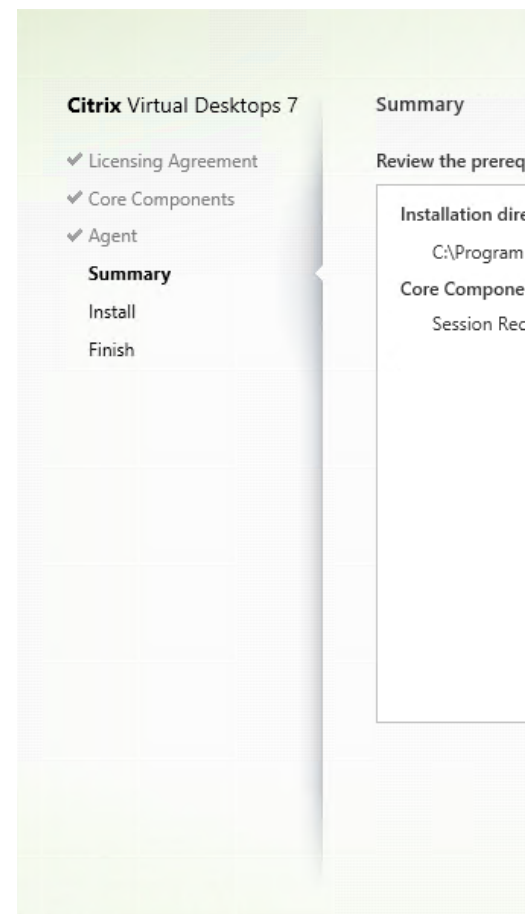 Citrix Virtual Desktops 7
Licensing Agreement
Core Components
Agent
Summary
Install
Finish
Summary
Review the prereq
Installation dire
C:\Program
Core Compone
Session Rec